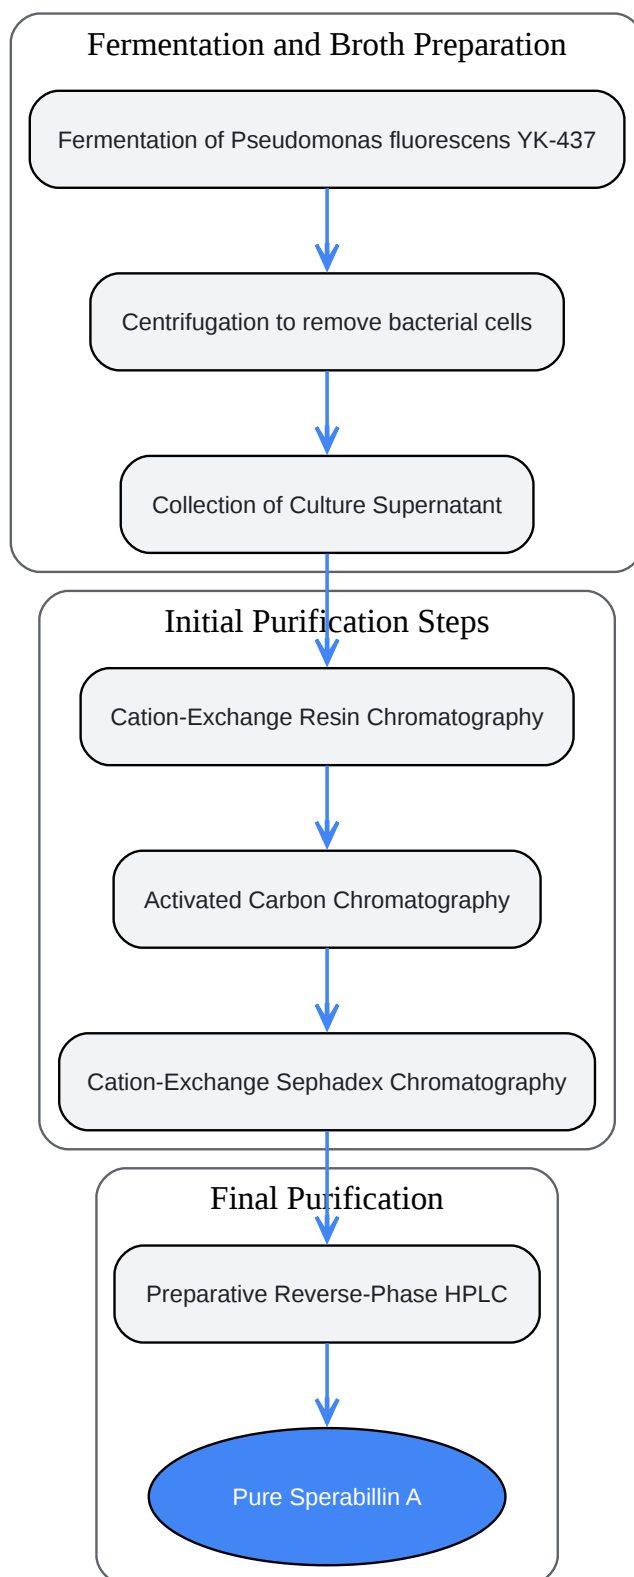 Fermentation and Broth Preparation
Fermentation of Pseudomonas fluorescens YK-437
Centrifugation to remove bacterial cells
Collection of Culture Supernatant
Initial Purification Steps
Cation-Exchange Resin Chromatography
Activated Carbon Chromatography
Cation-Exchange Sephadex Chromatography
Final Purification
Preparative Reverse-Phase HPLC
Pure Sperabillin A